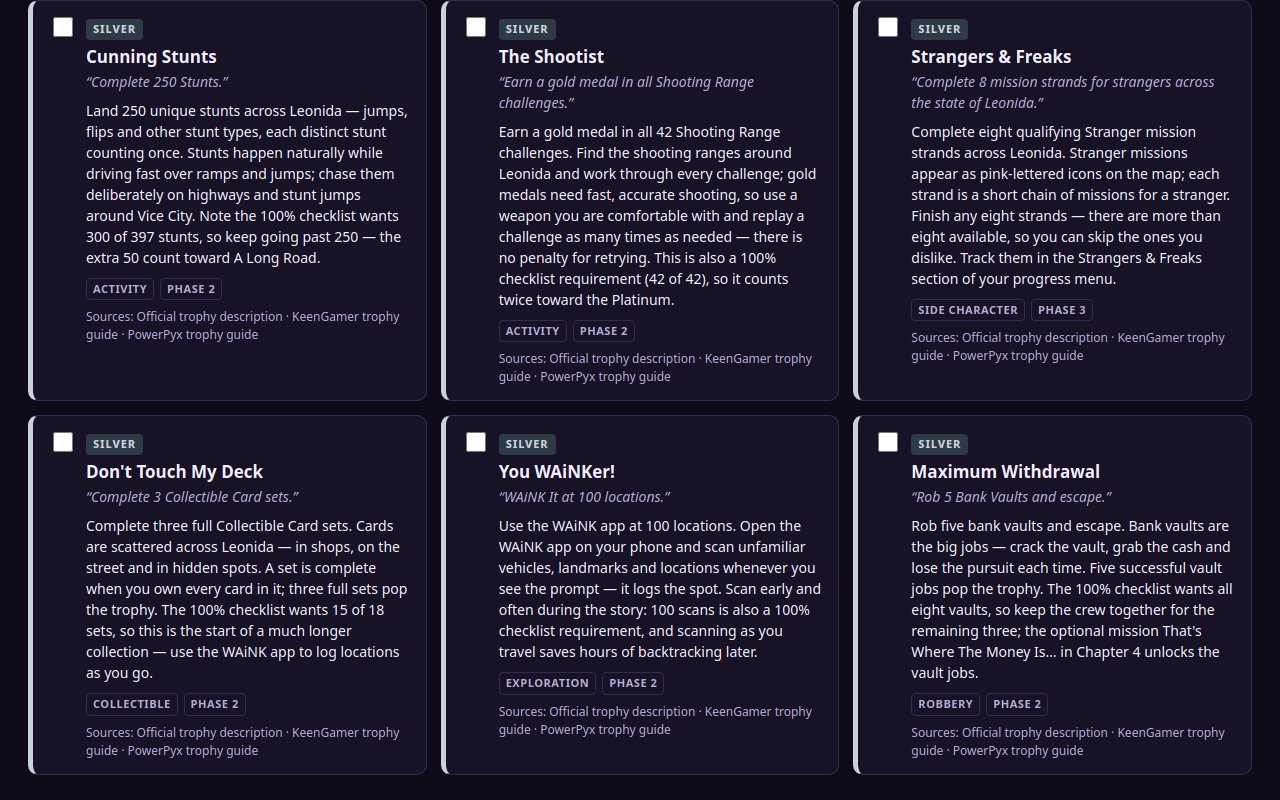 SILVER
Cunning Stunts
“Complete 250 Stunts.”
Land 250 unique stunts across Leonida — jumps,
flips and other stunt types, each distinct stunt
counting once. Stunts happen naturally while
driving fast over ramps and jumps; chase them
deliberately on highways and stunt jumps
around Vice City. Note the 100% checklist wants
300 of 397 stunts, so keep going past 250 — the
extra 50 count toward A Long Road.
ACTIVITY PHASE 2
Sources: Official trophy description · KeenGamer trophy
guide · PowerPyx trophy guide
SILVER
The Shootist
“Earn a gold medal in all Shooting Range
challenges.”
Earn a gold medal in all 42 Shooting Range
challenges. Find the shooting ranges around
Leonida and work through every challenge; gold
medals need fast, accurate shooting, so use a
weapon you are comfortable with and replay a
challenge as many times as needed — there is
no penalty for retrying. This is also a 100%
checklist requirement (42 of 42), so it counts
twice toward the Platinum.
ACTIVITY PHASE 2
Sources: Official trophy description · KeenGamer trophy
guide · PowerPyx trophy guide
SILVER
Strangers & Freaks
“Complete 8 mission strands for strangers across
the state of Leonida.”
Complete eight qualifying Stranger mission
strands across Leonida. Stranger missions
appear as pink-lettered icons on the map; each
strand is a short chain of missions for a stranger.
Finish any eight strands — there are more than
eight available, so you can skip the ones you
dislike. Track them in the Strangers & Freaks
section of your progress menu.
SIDE CHARACTER PHASE 3
Sources: Official trophy description · KeenGamer trophy
guide · PowerPyx trophy guide
SILVER
Don't Touch My Deck
“Complete 3 Collectible Card sets.”
Complete three full Collectible Card sets. Cards
are scattered across Leonida — in shops, on the
street and in hidden spots. A set is complete
when you own every card in it; three full sets pop
the trophy. The 100% checklist wants 15 of 18
sets, so this is the start of a much longer
collection — use the WAiNK app to log locations
as you go.
COLLECTIBLE PHASE 2
Sources: Official trophy description · KeenGamer trophy
guide · PowerPyx trophy guide
SILVER
You WAiNKer!
“WAiNK It at 100 locations.”
Use the WAiNK app at 100 locations. Open the
WAiNK app on your phone and scan unfamiliar
vehicles, landmarks and locations whenever you
see the prompt — it logs the spot. Scan early and
often during the story: 100 scans is also a 100%
checklist requirement, and scanning as you
travel saves hours of backtracking later.
EXPLORATION PHASE 2
Sources: Official trophy description · KeenGamer trophy
guide · PowerPyx trophy guide
SILVER
Maximum Withdrawal
“Rob 5 Bank Vaults and escape.”
Rob five bank vaults and escape. Bank vaults are
the big jobs — crack the vault, grab the cash and
lose the pursuit each time. Five successful vault
jobs pop the trophy. The 100% checklist wants all
eight vaults, so keep the crew together for the
remaining three; the optional mission That's
Where The Money Is… in Chapter 4 unlocks the
vault jobs.
ROBBERY PHASE 2
Sources: Official trophy description · KeenGamer trophy
guide · PowerPyx trophy guide